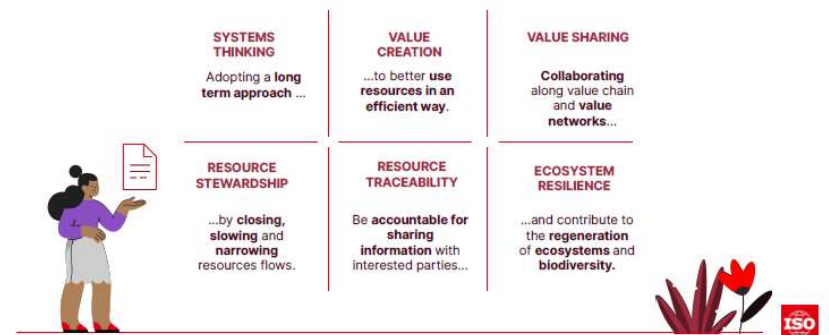 SYSTEMS
THINKING
Adopting a long
term approach ...
VALUE
CREATION
...to better use
resources in an
efficient way.
VALUE SHARING
Collaborating
along value chain
and value
networks...
RESOURCE
STEWARDSHIP
...by closing,
slowing and
narrowing
resources flows.
RESOURCE
TRACEABILITY
Be accountable for
sharing
information with
interested parties...
ECOSYSTEM
RESILIENCE
...and contribute to
the regeneration
of ecosystems and
biodiversity.
ISO